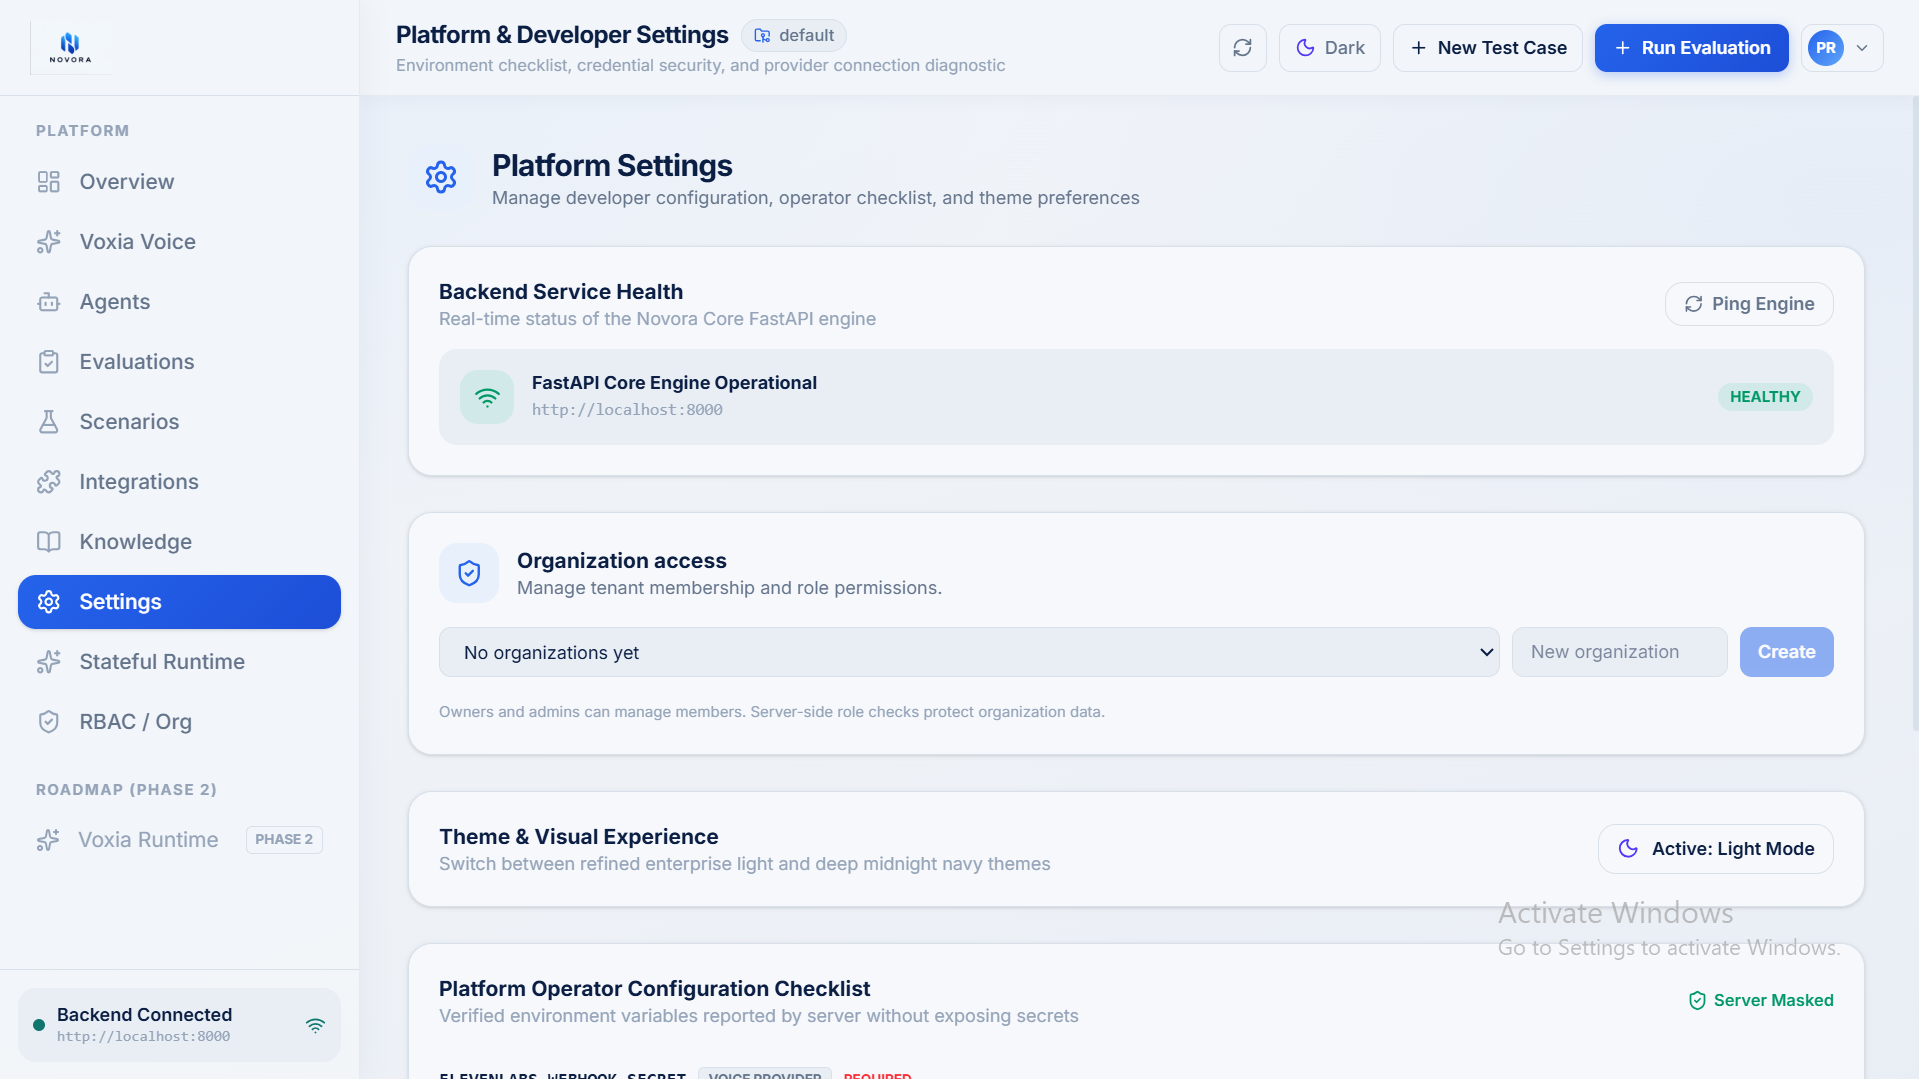 NOVORA
PLATFORM
Overview
Voxia Voice
Agents
Evaluations
Scenarios
Integrations
Knowledge
Settings
Stateful Runtime
RBAC / Org
ROADMAP (PHASE 2)
Voxia Runtime PHASE 2
Backend Connected
http://localhost:8000
Platform & Developer Settings default
Environment checklist, credential security, and provider connection diagnostic
Dark
New Test Case
Run Evaluation
PR
Platform Settings
Manage developer configuration, operator checklist, and theme preferences
Backend Service Health
Real-time status of the Novora Core FastAPI engine
Ping Engine
FastAPI Core Engine Operational
http://localhost:8000
HEALTHY
Organization access
Manage tenant membership and role permissions.
No organizations yet
New organization
Create
Owners and admins can manage members. Server-side role checks protect organization data.
Theme & Visual Experience
Switch between refined enterprise light and deep midnight navy themes
Active: Light Mode
Activate Windows
Go to Settings to activate Windows.
Platform Operator Configuration Checklist
Verified environment variables reported by server without exposing secrets
Server Masked
ELEVENLABS_WEBHOOK_SECRET VOICE PROVIDER REQUIRED